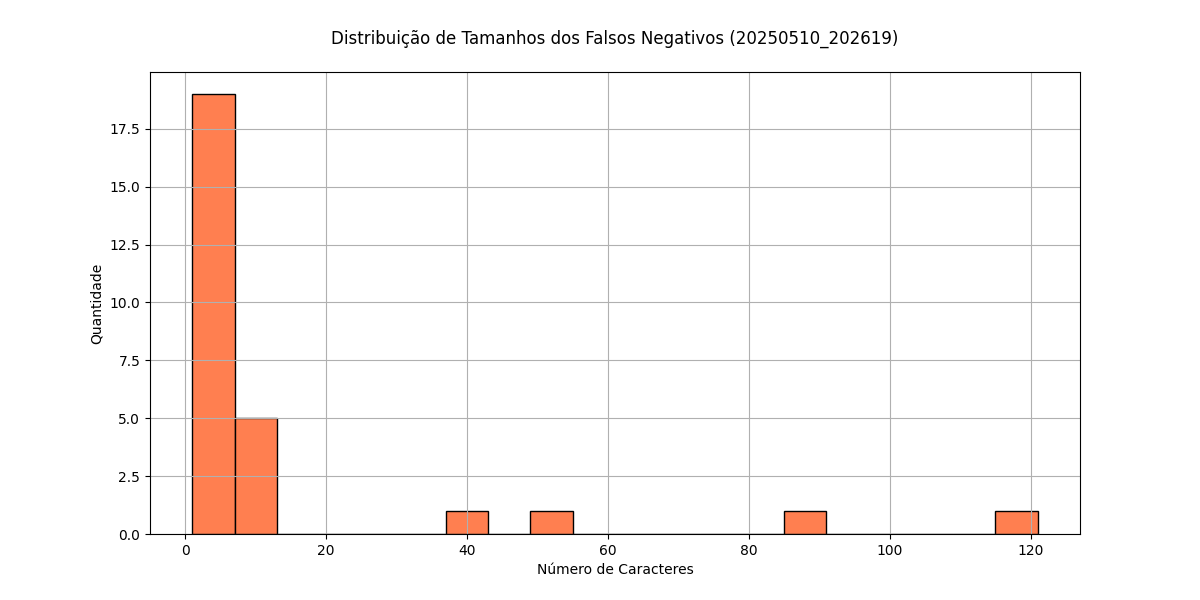 Distribuição de Tamanhos dos Falsos Negativos (20250510_202619)
17.5
15.0
12.5
10.0
7.5
5.0
2.5
0.0
Quantidade
0 20 40 60 80 100 120
Número de Caracteres